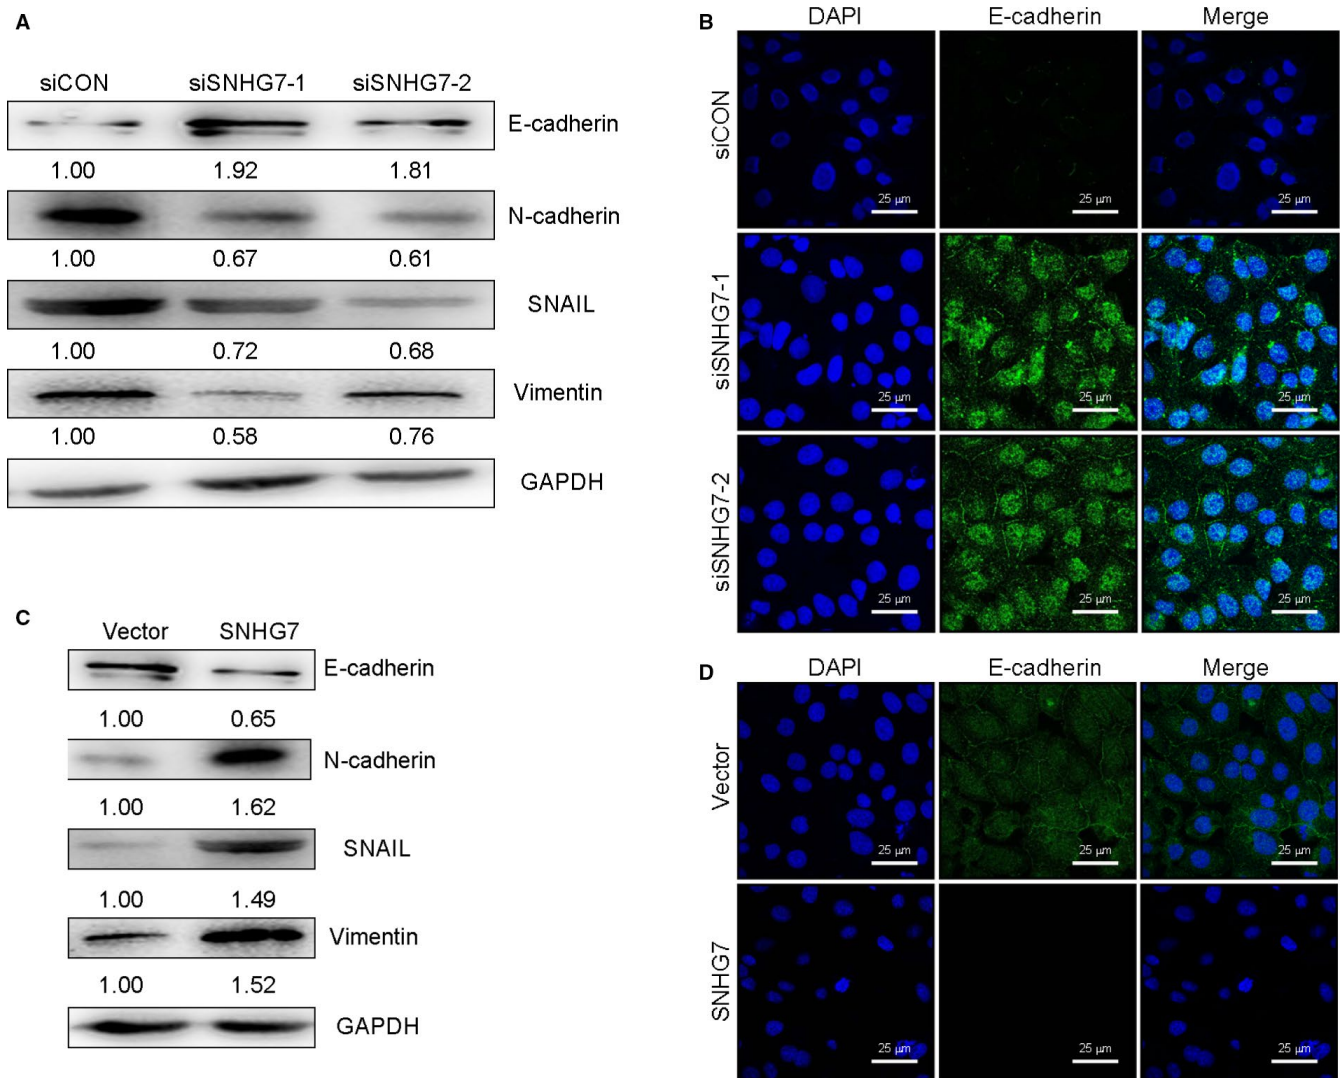 A
siCON siSNHG7-1 siSNHG7-2
E-cadherin
1.00 1.92 1.81
N-cadherin
1.00 0.67 0.61
SNAIL
1.00 0.72 0.68
Vimentin
1.00 0.58 0.76
GAPDH
B
DAPI E-cadherin Merge
siCON
25 µm 25 µm 25 µm
siSNHG7-1
25 µm 25 µm 25 µm
siSNHG7-2
25 µm 25 µm 25 µm
C
Vector SNHG7
E-cadherin
1.00 0.65
N-cadherin
1.00 1.62
SNAIL
1.00 1.49
Vimentin
1.00 1.52
GAPDH
D
DAPI E-cadherin Merge
Vector
25 µm 25 µm 25 µm
SNHG7
25 µm 25 µm 25 µm